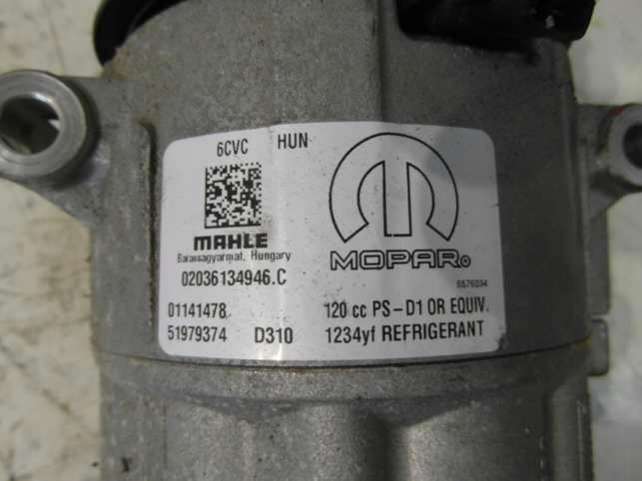 6CVC HUN
MAHLE
Balassagyarmat, Hungary
02036134946.C
01141478
51979374 D310
MOPAR®
120 cc PS-D1 OR EQUIV.
1234yf REFRIGERANT